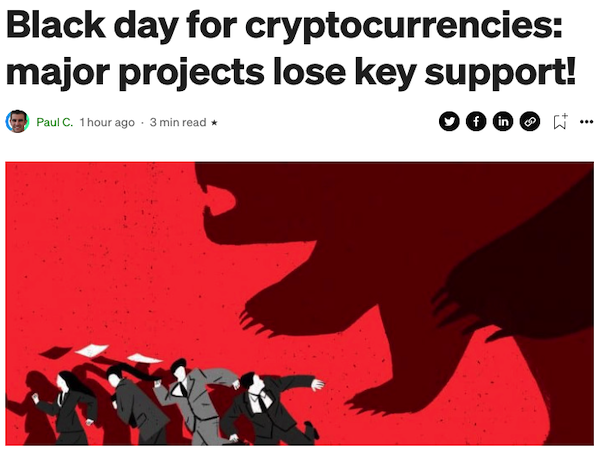 Black day for cryptocurrencies:
major projects lose key support!
Paul C. 1 hour ago · 3 min read ★